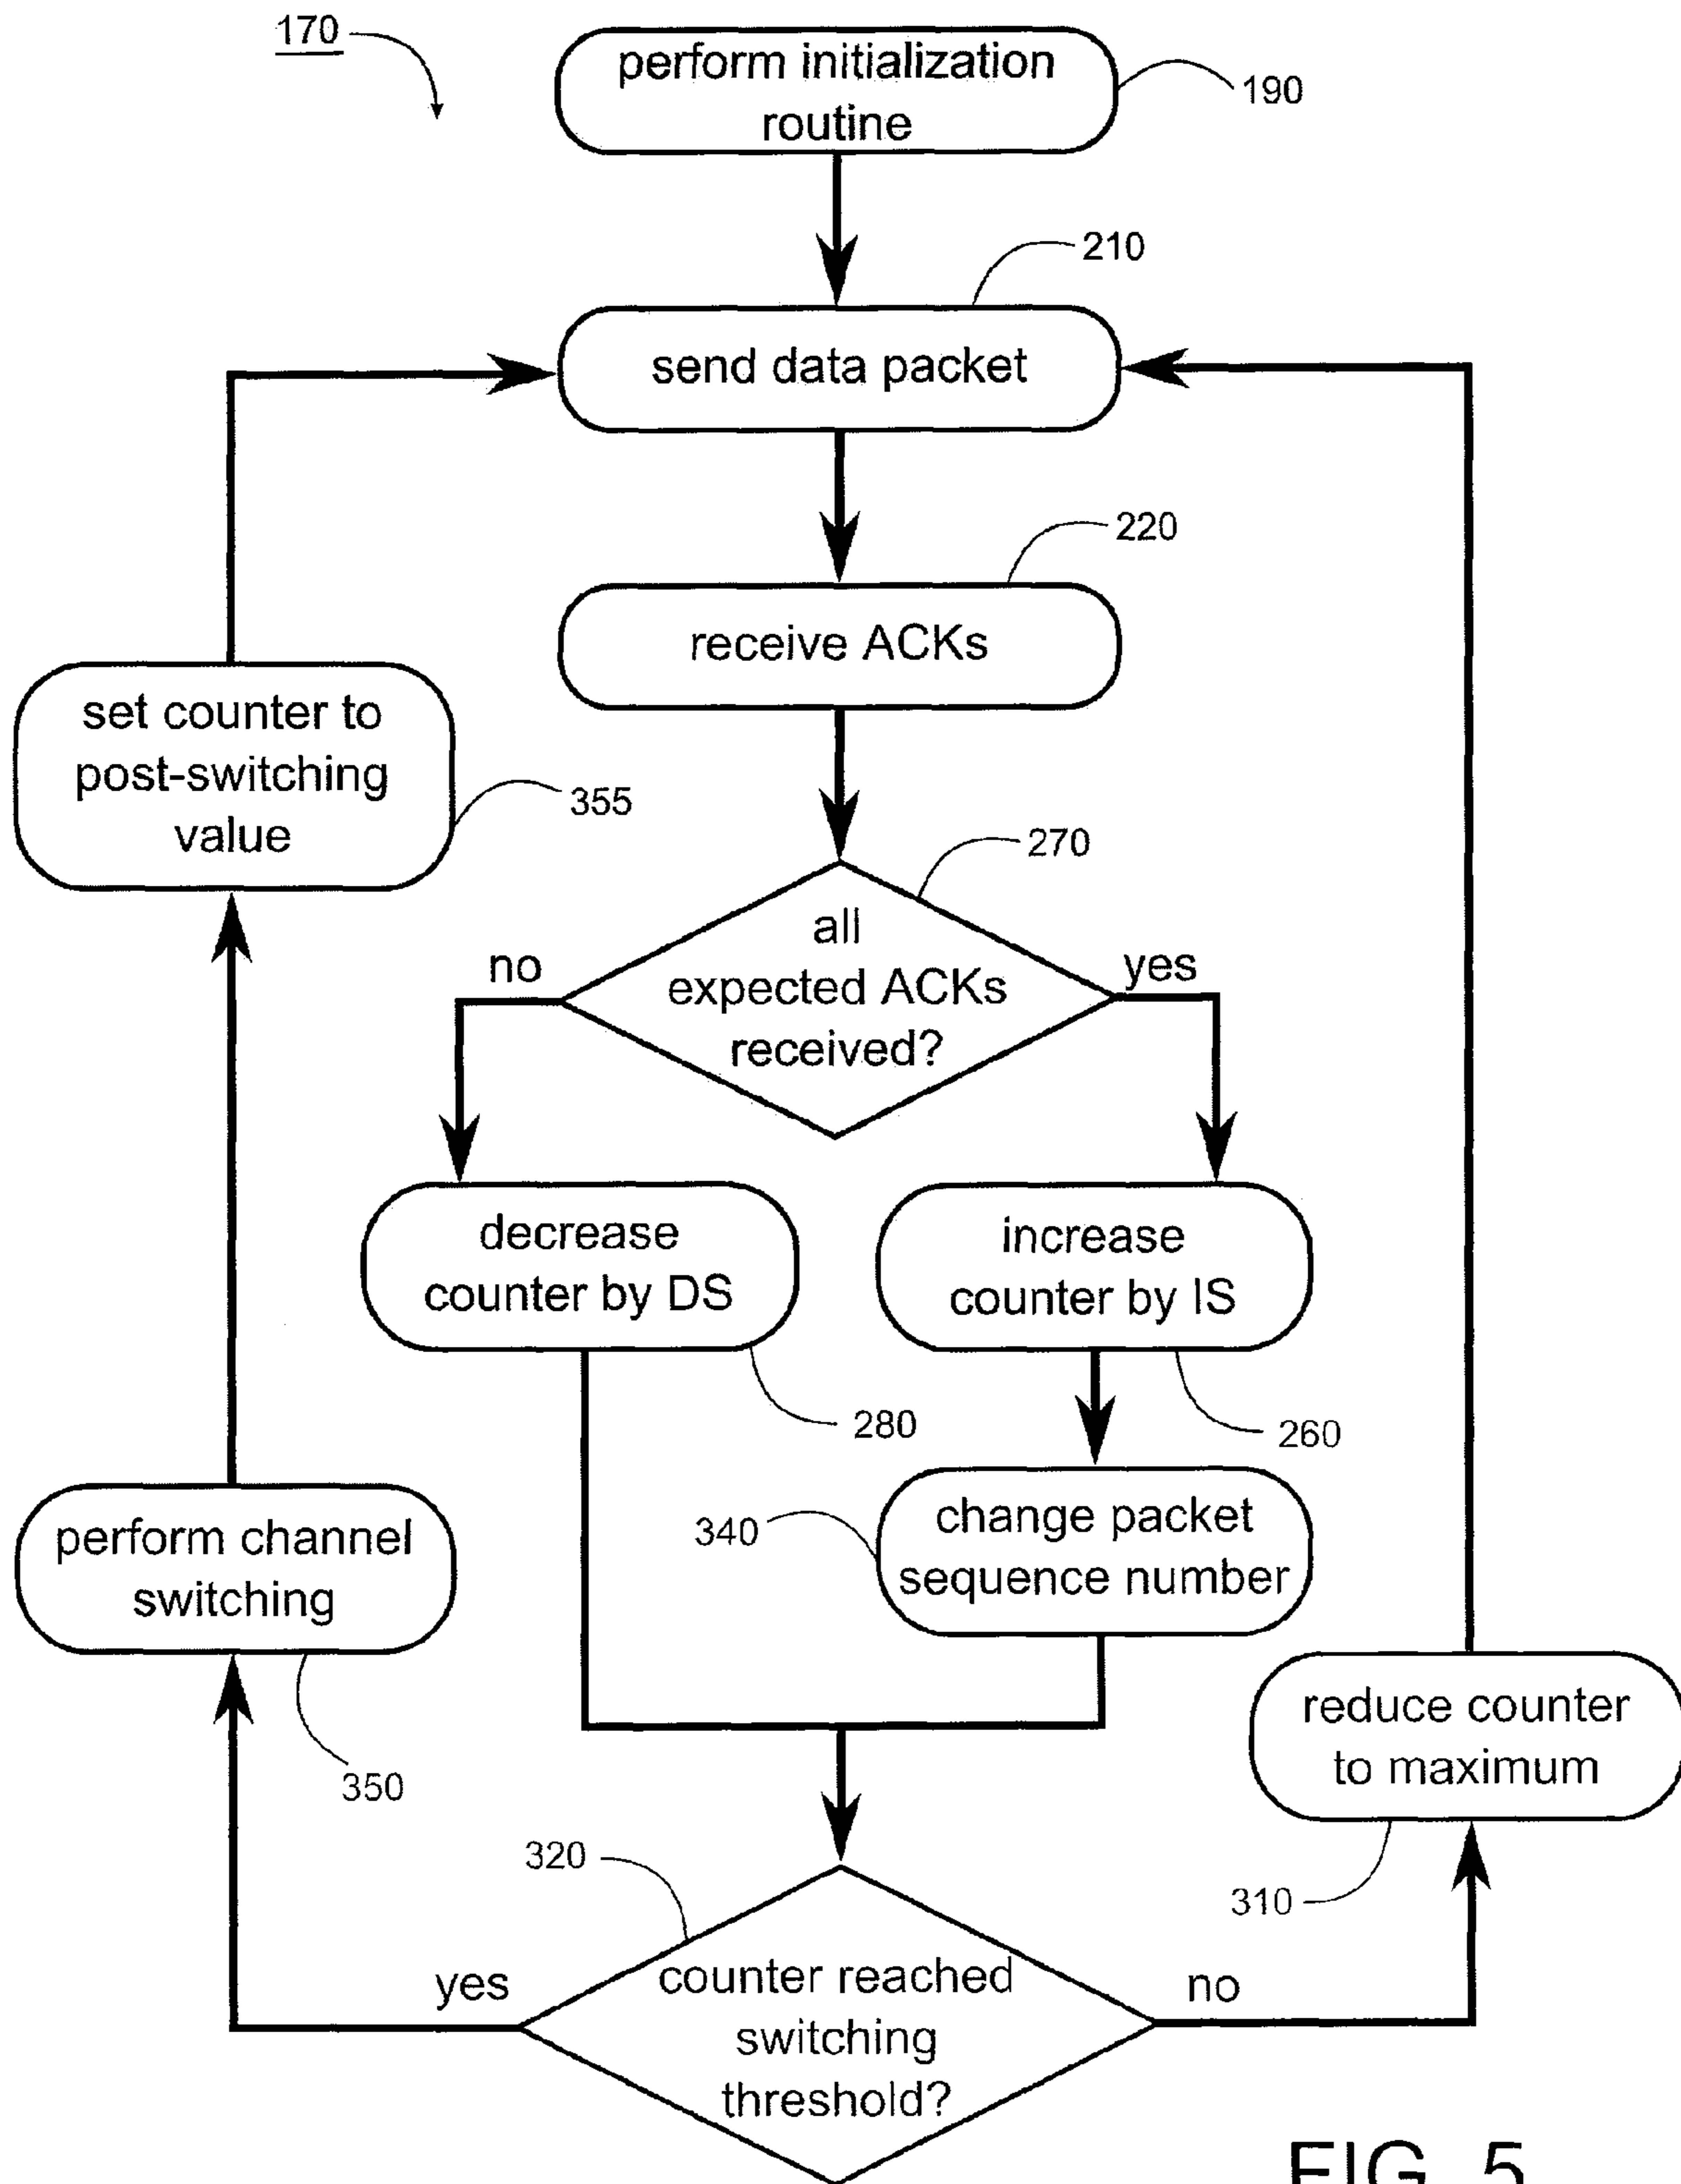 170
perform initialization
routine
190
210
send data packet
220
receive ACKs
set counter to
post-switching
value
355
270
all
expected ACKs
received?
no
yes
decrease
counter by DS
280
increase
counter by IS
260
340
change packet
sequence number
perform channel
switching
350
reduce counter
to maximum
310
320
counter reached
switching
threshold?
yes
no
FIG. 5